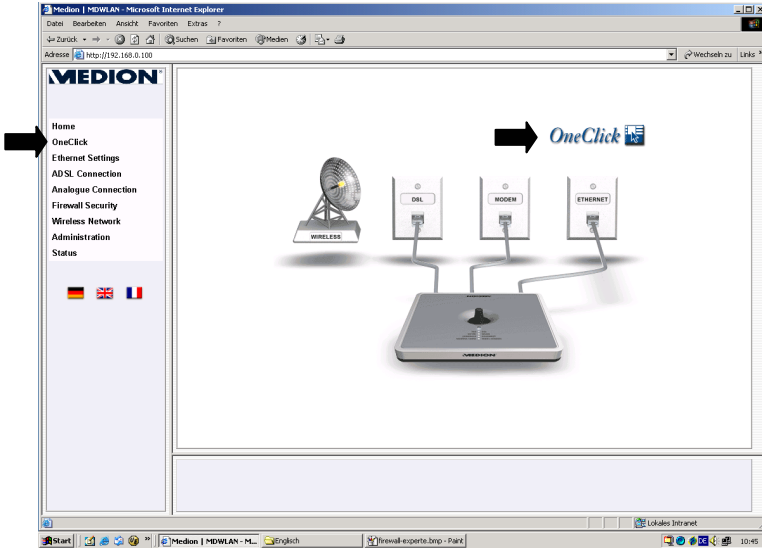 Medion | MDWLAN - Microsoft Internet Explorer
Datei Bearbeiten Ansicht Favoriten Extras ?
Zurück Suchen Favoriten Medien
Adresse http://192.168.0.100 Wechseln zu Links
MEDION
Home
OneClick
Ethernet Settings
ADSL Connection
Analogue Connection
Firewall Security
Wireless Network
Administration
Status
OneClick
DSL MODEM ETHERNET
WIRELESS
MEDION
Lokales Intranet
Start Medion | MDWLAN - M... Englisch firewall-experte.bmp - Paint DE 10:45